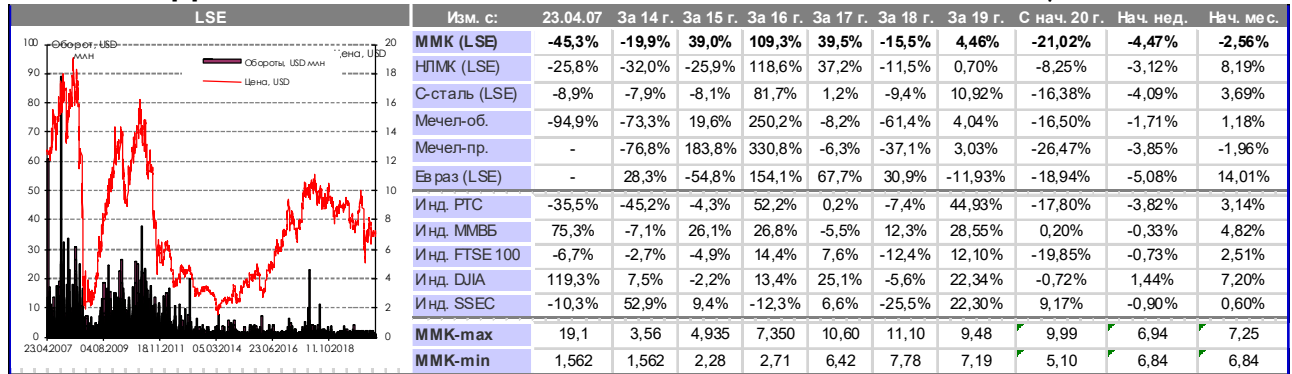 LSE
Изм. с: 23.04.07 За 14 г. За 15 г. За 16 г. За 17 г. За 18 г. За 19 г. С нач. 20 г. Нач. нед. Нач. мес.
ММК (LSE) -45,3% -19,9% 39,0% 109,3% 39,5% -15,5% 4,46% -21,02% -4,47% -2,56%
НЛМК (LSE) -25,8% -32,0% -25,9% 118,6% 37,2% -11,5% 0,70% -8,25% -3,12% 8,19%
С-сталь (LSE) -8,9% -7,9% -8,1% 81,7% 1,2% -9,4% 10,92% -16,38% -4,09% 3,69%
Мечел-об. -94,9% -73,3% 19,6% 250,2% -8,2% -61,4% 4,04% -16,50% -1,71% 1,18%
Мечел-пр. - -76,8% 183,8% 330,8% -6,3% -37,1% 3,03% -26,47% -3,85% -1,96%
Евраз (LSE) - 28,3% -54,8% 154,1% 67,7% 30,9% -11,93% -18,94% -5,08% 14,01%
Инд. РТС -35,5% -45,2% -4,3% 52,2% 0,2% -7,4% 44,93% -17,80% -3,82% 3,14%
Инд. ММВБ 75,3% -7,1% 26,1% 26,8% -5,5% 12,3% 28,55% 0,20% -0,33% 4,82%
Инд. FTSE 100 -6,7% -2,7% -4,9% 14,4% 7,6% -12,4% 12,10% -19,85% -0,73% 2,51%
Инд. DJIA 119,3% 7,5% -2,2% 13,4% 25,1% -5,6% 22,34% -0,72% 1,44% 7,20%
Инд. SSEC -10,3% 52,9% 9,4% -12,3% 6,6% -25,5% 22,30% 9,17% -0,90% 0,60%
MMK-max 19,1 3,56 4,935 7,350 10,60 11,10 9,48 9,99 6,94 7,25
MMK-min 1,562 1,562 2,28 2,71 6,42 7,78 7,19 5,10 6,84 6,84
Оборот, USD
млн
ена, USD
Обороты, USD млн
Цена, USD
100 20
90 18
80 16
70 14
60 12
50 10
40 8
30 6
20 4
10 2
0 0
23.04.2007 04.08.2009 18.11.2011 05.03.2014 23.06.2016 11.10.2018